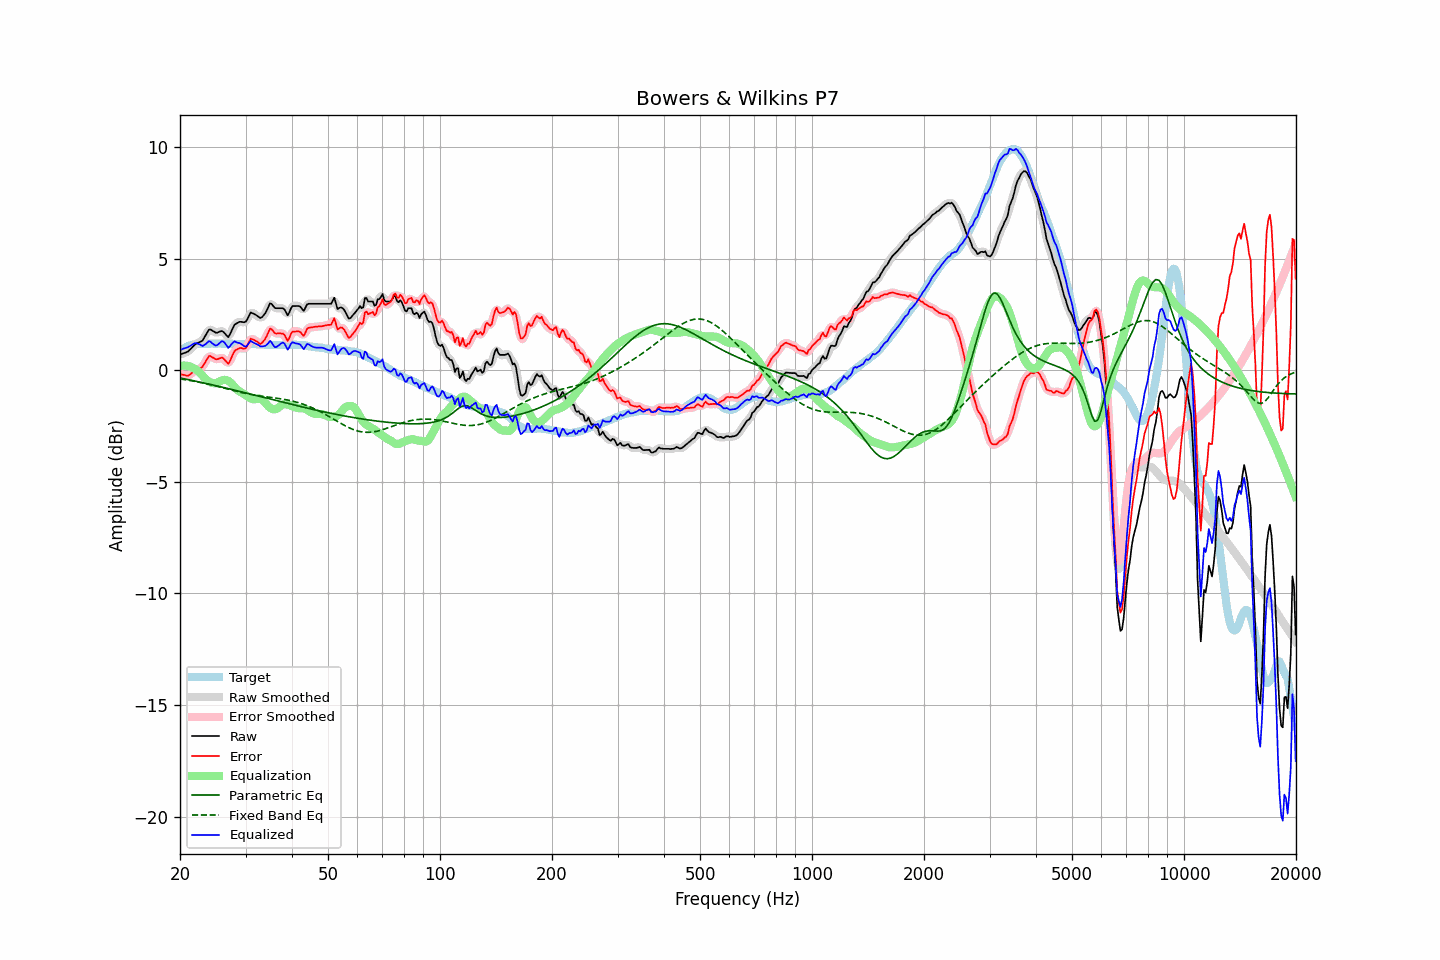 Bowers & Wilkins P7
Amplitude (dBr)
10
5
0
−5
−10
−15
−20
Target
Raw Smoothed
Error Smoothed
Raw
Error
Equalization
Parametric Eq
Fixed Band Eq
Equalized
20 50 100 200 500 1000 2000 5000 10000 20000
Frequency (Hz)